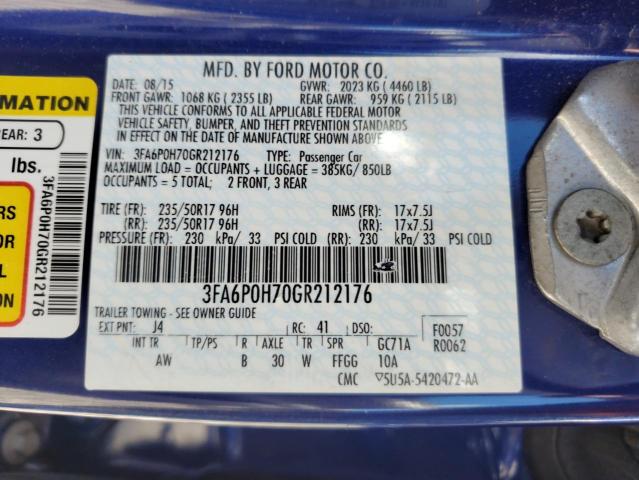 MFD. BY FORD MOTOR CO.
DATE: 08/15 GVWR: 2023 KG ( 4460 LB)
FRONT GAWR: 1068 KG ( 2355 LB) REAR GAWR: 959 KG ( 2115 LB)
THIS VEHICLE CONFORMS TO ALL APPLICABLE FEDERAL MOTOR
VEHICLE SAFETY, BUMPER, AND THEFT PREVENTION STANDARDS
IN EFFECT ON THE DATE OF MANUFACTURE SHOWN ABOVE.
VIN: 3FA6P0H70GR212176 TYPE: Passenger Car
MAXIMUM LOAD = OCCUPANTS + LUGGAGE = 385KG/ 850LB
OCCUPANTS = 5 TOTAL; 2 FRONT, 3 REAR
TIRE (FR): 235/50R17 96H RIMS (FR): 17x7.5J
(RR): 235/50R17 96H (RR): 17x7.5J
PRESSURE (FR): 230 kPa/ 33 PSI COLD (RR): 230 kPa/ 33 PSI COLD
3FA6P0H70GR212176
TRAILER TOWING - SEE OWNER GUIDE
EXT PNT: J4 RC: 41 DSO: F0057
INT TR TP/PS R AXLE TR SPR GC71A R0062
AW B 30 W FFGG 10A
CMC ▽5U5A-5420472-AA
RMATION
REAR: 3
lbs.
RS
OR
ON
3FA6P0H70GR212176